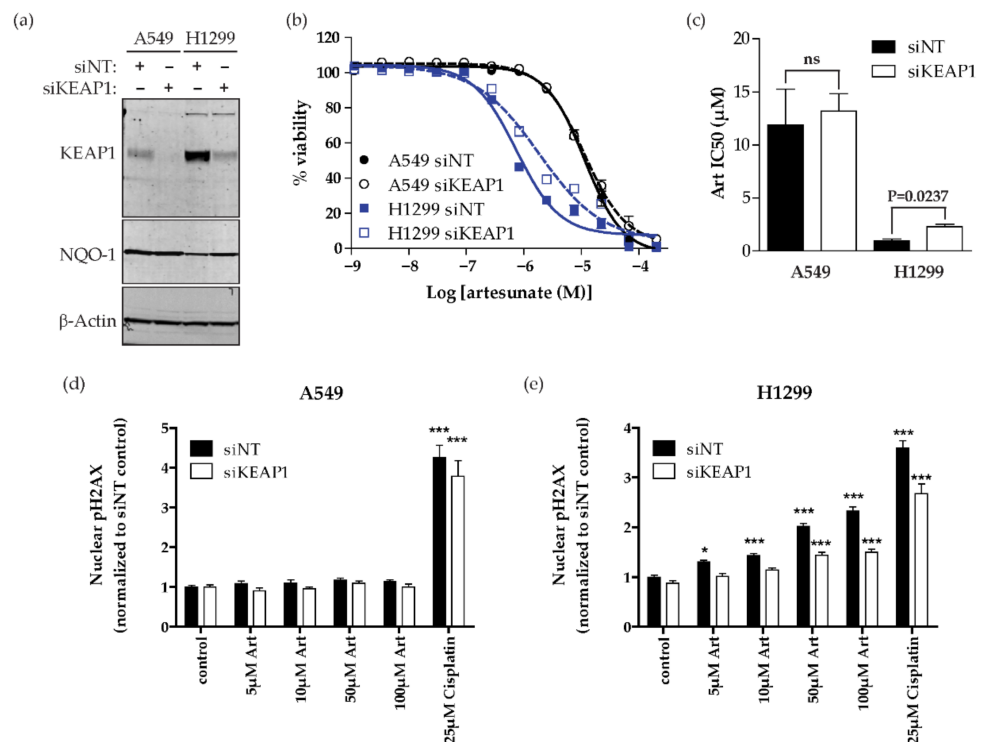 (a)
A549 H1299
siNT: + – + –
siKEAP1: – + – +
KEAP1
NQO-1
β-Actin
(b)
120
100
80
60
40
20
0
% viability
A549 siNT
A549 siKEAP1
H1299 siNT
H1299 siKEAP1
−9 −8 −7 −6 −5 −4
Log [artesunate (M)]
(c)
20
15
10
5
0
Art IC50 (µM)
siNT
siKEAP1
ns
P=0.0237
A549 H1299
(d)
A549
Nuclear pH2AX
(normalized to siNT control)
5
4
3
2
1
0
siNT
siKEAP1
*** ***
control
5µM Art
10µM Art
50µM Art
100µM Art
25µM Cisplatin
(e)
H1299
Nuclear pH2AX
(normalized to siNT control)
4
3
2
1
0
siNT
siKEAP1
* *** *** *** *** *** *** ***
control
5µM Art
10µM Art
50µM Art
100µM Art
25µM Cisplatin